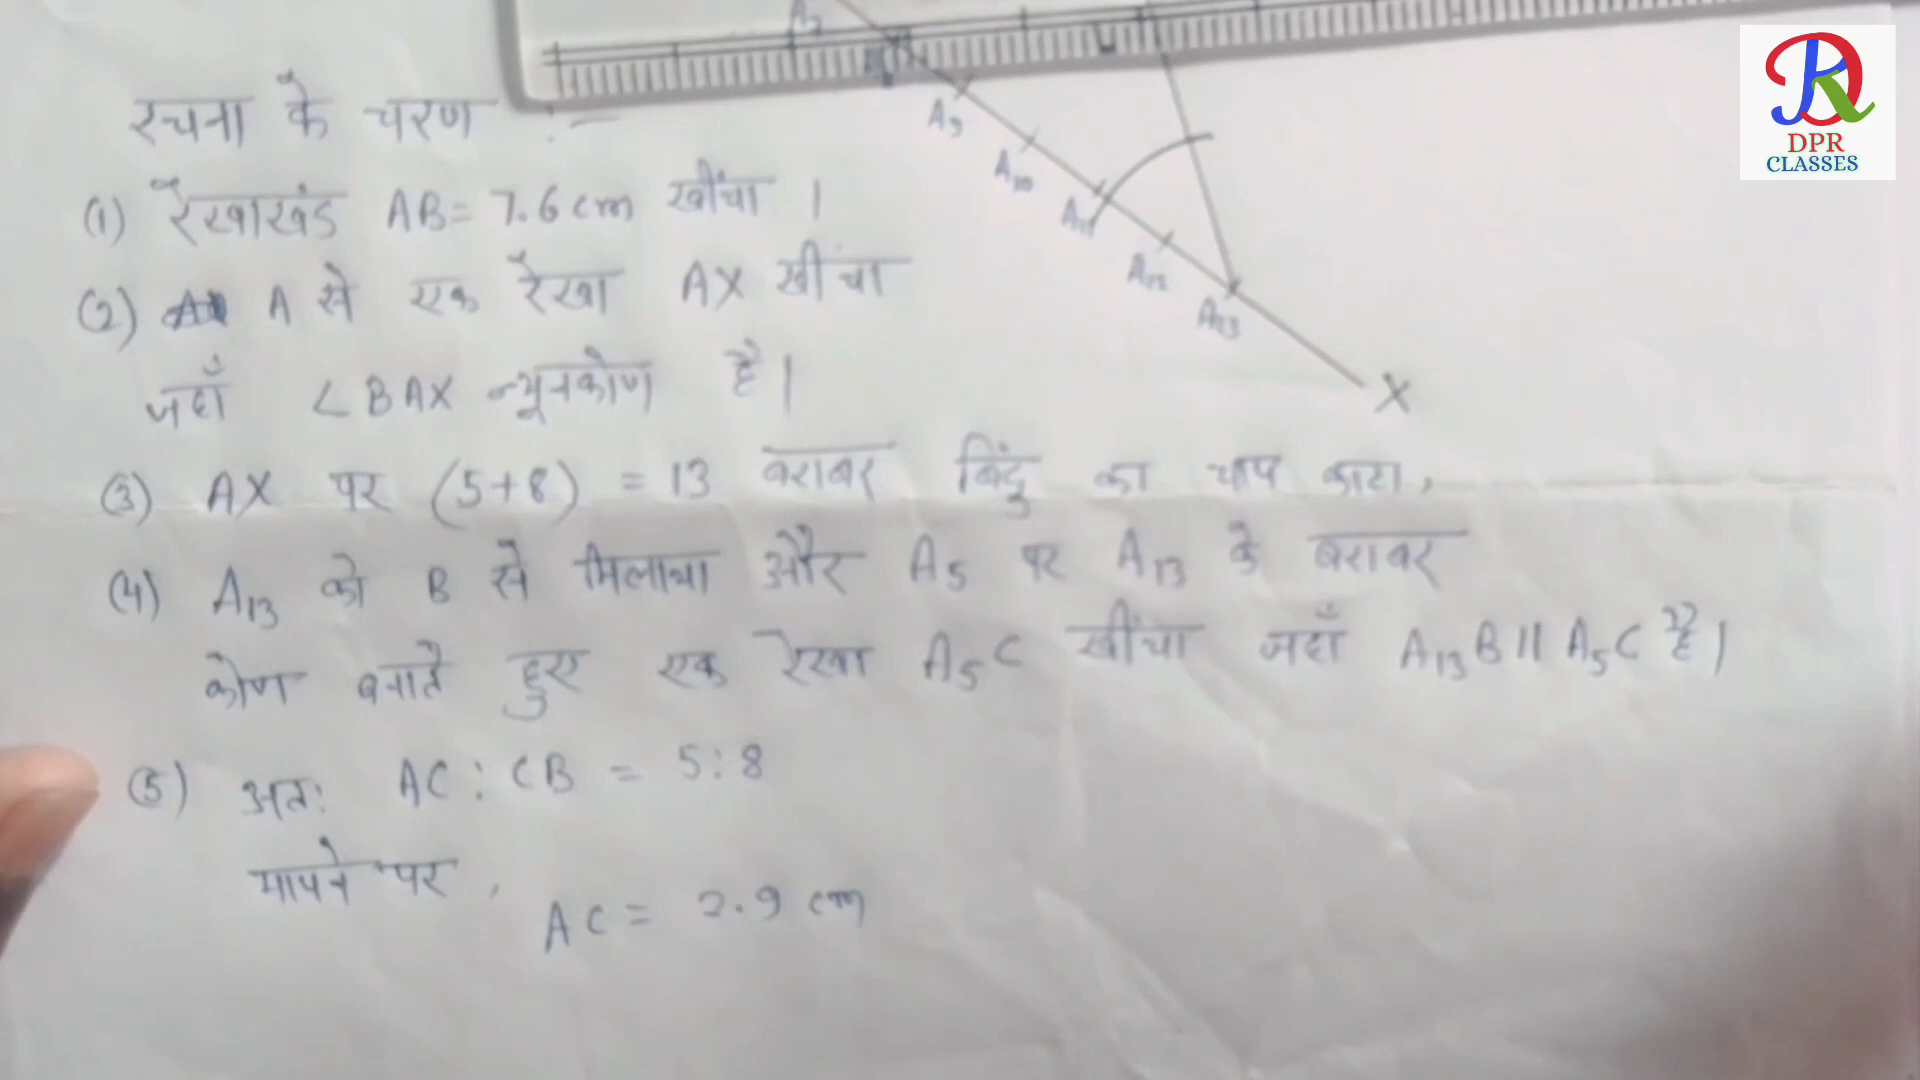 रचना के चरण :-
(1) रेखाखंड AB = 7.6 cm खींचा ।
(2) A से एक रेखा AX खींचा
जहाँ ∠BAX न्यूनकोण है।
(3) AX पर (5+8) = 13 बराबर बिंदु का चाप काटा,
(4) A13 को B से मिलाया और A5 पर A13 के बराबर
कोण बनाते हुए एक रेखा A5C खींचा जहाँ A13B || A5C है।
(5) अतः AC : CB = 5:8
मापने पर ,
AC = 2.9 cm
A9
A10
A11
A12
A13
X
DPR
CLASSES